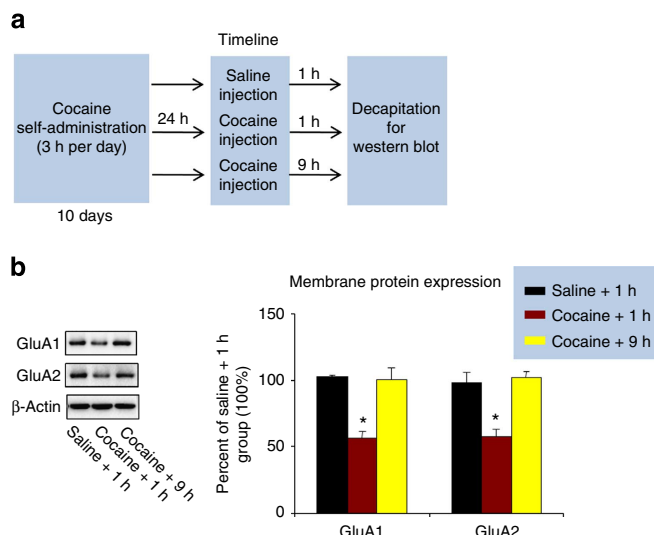 a
Timeline
Cocaine
self-administration
(3 h per day)
24 h
Saline
injection
Cocaine
injection
Cocaine
injection
1 h
1 h
9 h
Decapitation
for
western blot
10 days
b
GluA1
GluA2
β-Actin
Saline + 1 h
Cocaine + 1 h
Cocaine + 9 h
Membrane protein expression
Saline + 1 h
Cocaine + 1 h
Cocaine + 9 h
Percent of saline + 1 h
group (100%)
150
100
50
0
*
*
GluA1
GluA2